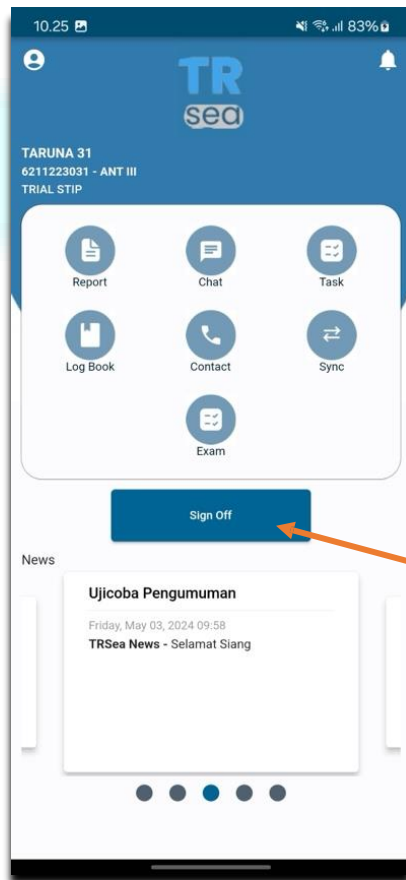 10.25 83%
TR
sea
TARUNA 31
6211223031 - ANT III
TRIAL STIP
Report Chat Task
Log Book Contact Sync
Exam
Sign Off
News
Ujicoba Pengumuman
Friday, May 03, 2024 09:58
TRSea News - Selamat Siang